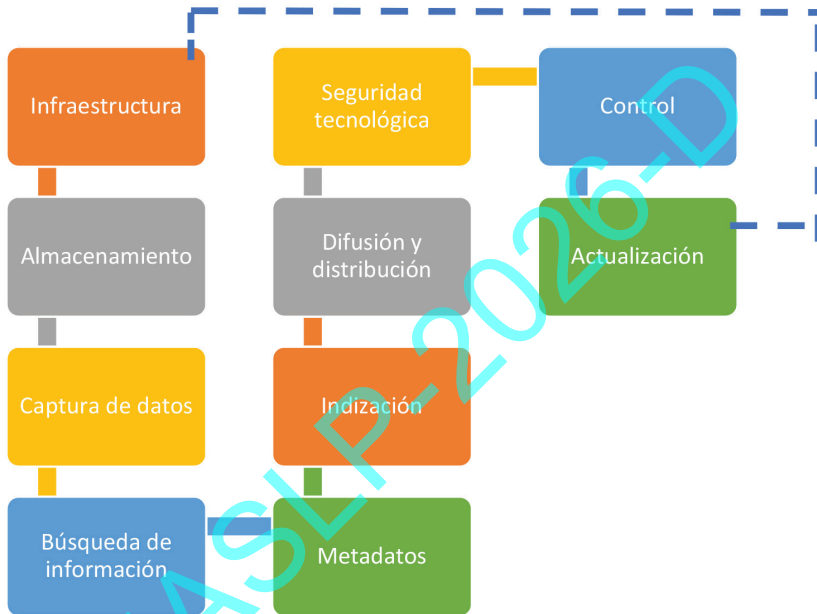 Infraestructura
Almacenamiento
Captura de datos
Búsqueda de
información
Metadatos
Indización
Difusión y
distribución
Seguridad
tecnológica
Control
Actualización
ASLP-2026-D